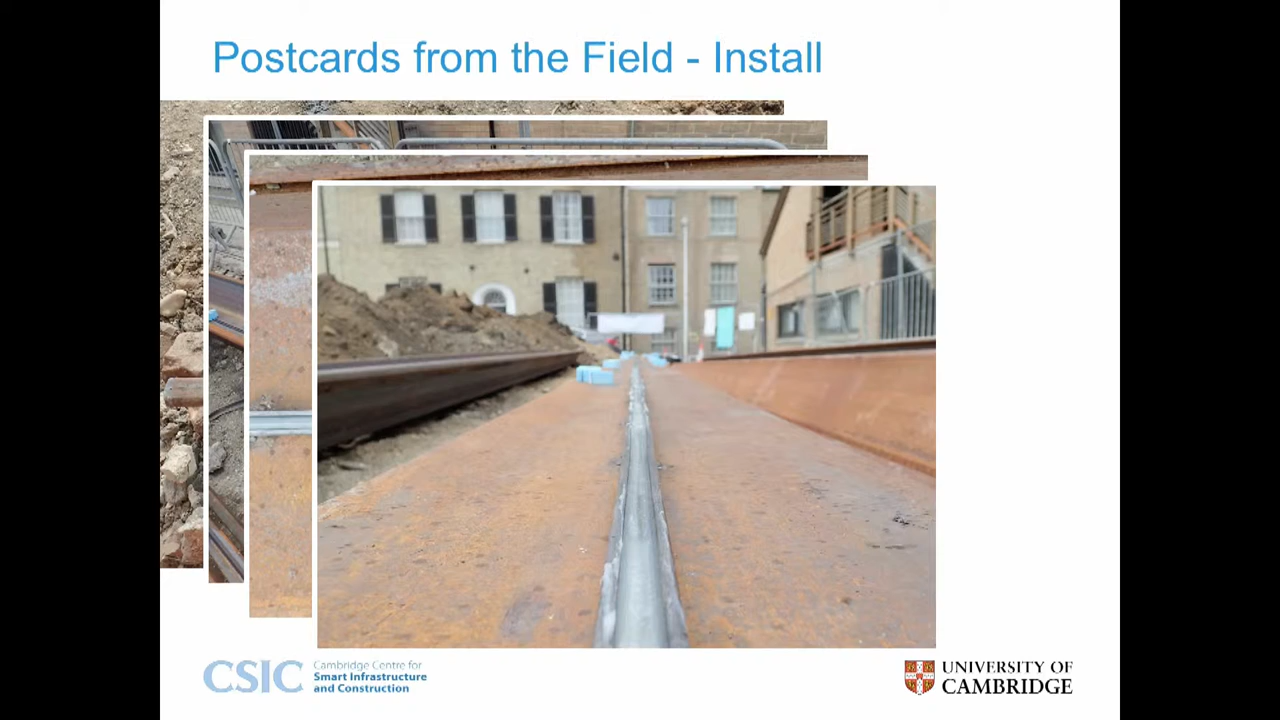 Postcards from the Field - Install
CSIC
Cambridge Centre for
Smart Infrastructure
and Construction
UNIVERSITY OF
CAMBRIDGE